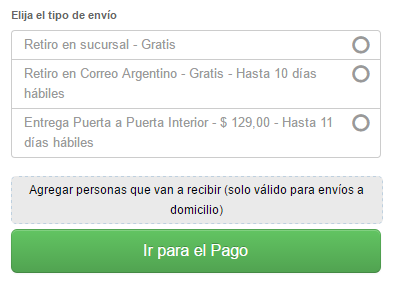 Elija el tipo de envío
Retiro en sucursal - Gratis
Retiro en Correo Argentino - Gratis - Hasta 10 días
hábiles
Entrega Puerta a Puerta Interior - $ 129,00 - Hasta 11
días hábiles
Agregar personas que van a recibir (solo válido para envíos a
domicilio)
Ir para el Pago